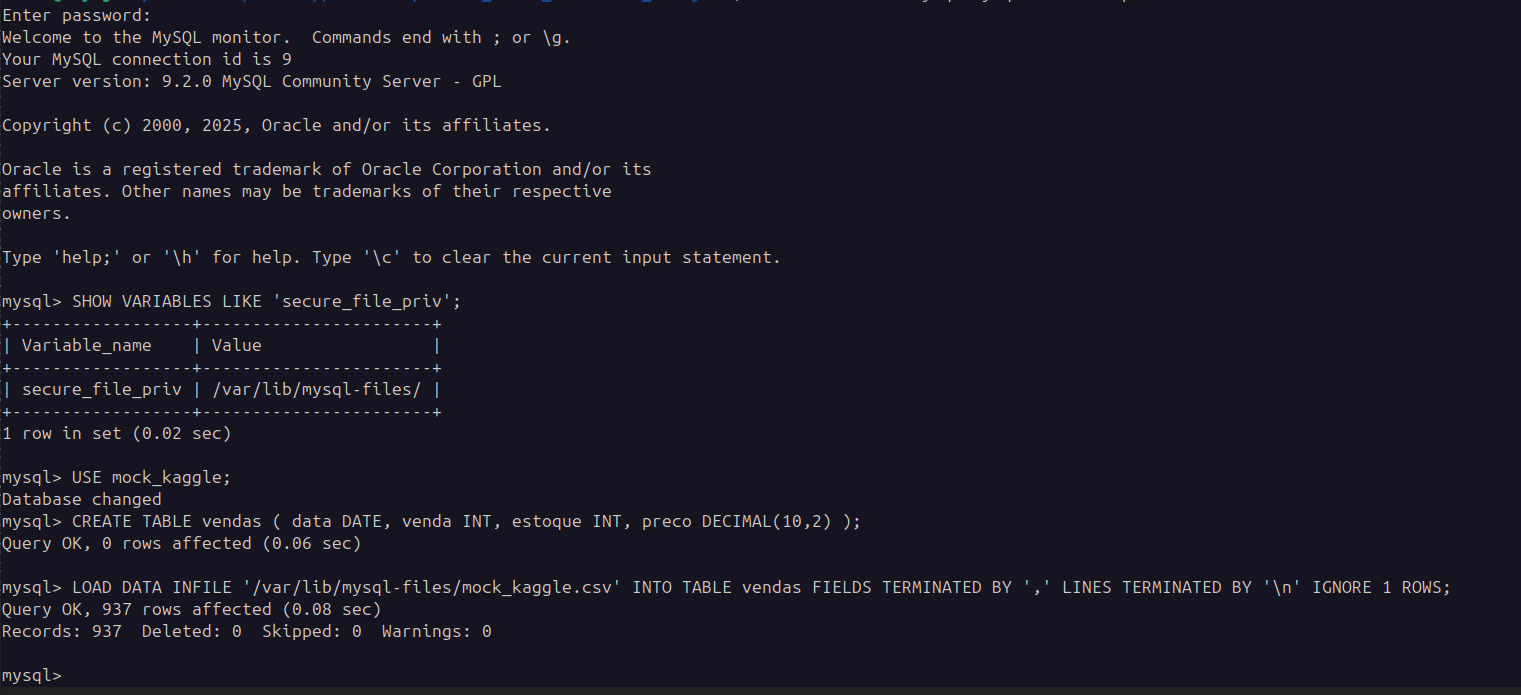 Enter password:
Welcome to the MySQL monitor.  Commands end with ; or \g.
Your MySQL connection id is 9
Server version: 9.2.0 MySQL Community Server - GPL
Copyright (c) 2000, 2025, Oracle and/or its affiliates.
Oracle is a registered trademark of Oracle Corporation and/or its
affiliates. Other names may be trademarks of their respective
owners.
Type 'help;' or '\h' for help. Type '\c' to clear the current input statement.
mysql> SHOW VARIABLES LIKE 'secure_file_priv';
+------------------+-----------------------+
| Variable_name    | Value                 |
+------------------+-----------------------+
| secure_file_priv | /var/lib/mysql-files/ |
+------------------+-----------------------+
1 row in set (0.02 sec)
mysql> USE mock_kaggle;
Database changed
mysql> CREATE TABLE vendas ( data DATE, venda INT, estoque INT, preco DECIMAL(10,2) );
Query OK, 0 rows affected (0.06 sec)
mysql> LOAD DATA INFILE '/var/lib/mysql-files/mock_kaggle.csv' INTO TABLE vendas FIELDS TERMINATED BY ',' LINES TERMINATED BY '\n' IGNORE 1 ROWS;
Query OK, 937 rows affected (0.08 sec)
Records: 937  Deleted: 0  Skipped: 0  Warnings: 0
mysql>